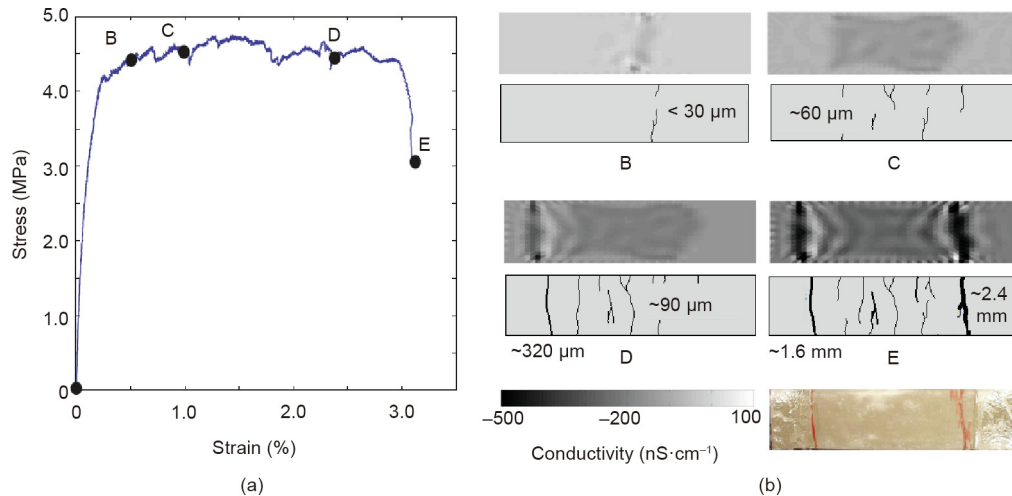 (a)
5.0
4.0
3.0
2.0
1.0
0
Stress (MPa)
B
C
D
E
0
1.0
2.0
3.0
Strain (%)
(a)
(b)
< 30 μm
B
~60 μm
C
~90 μm
~320 μm
D
~2.4
mm
~1.6 mm
E
–500
–200
100
Conductivity (nS·cm⁻¹)
(b)